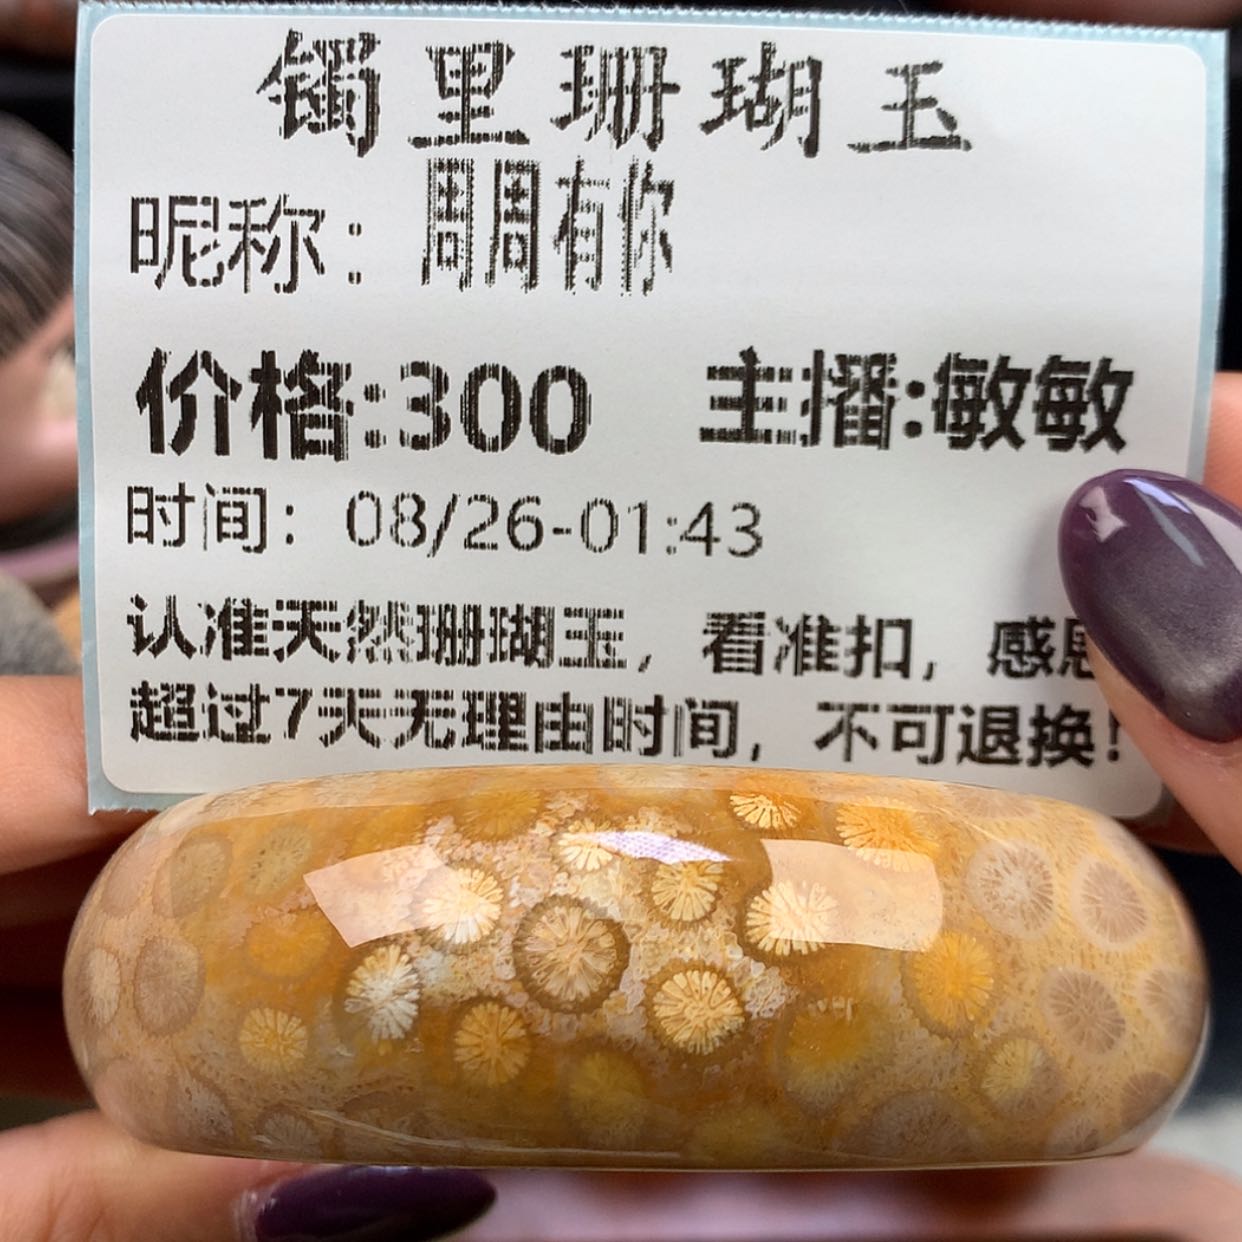 镯里珊瑚玉
昵称：周周有你
价格:300 主播:敏敏
时间：08/26-01:43
认准天然珊瑚玉，看准扣，感
超过7天无理由时间，不可退换!